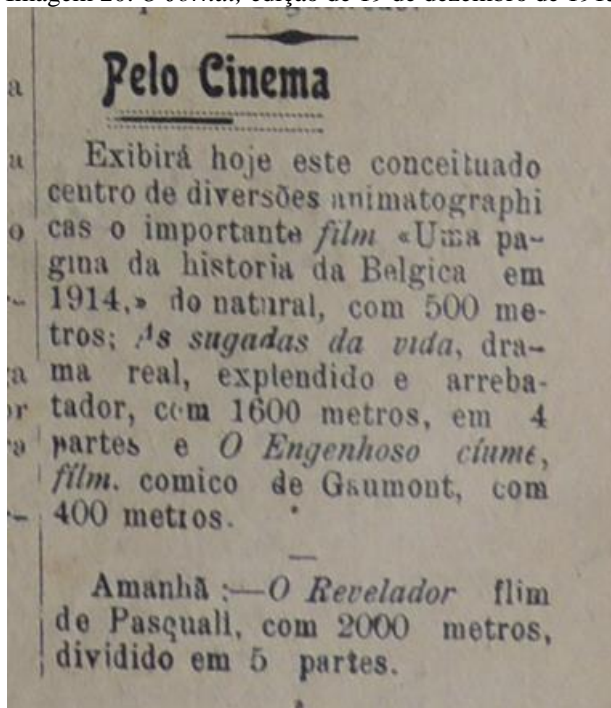 Pelo Cinema
Exibirá hoje este conceituado
centro de diversões animatographi
cas o importante film «Uma pa-
gina da historia da Belgica em
1914,» do natural, com 500 me-
tros; As sugadas da vida, dra-
ma real, explendido e arreba-
tador, com 1600 metros, em 4
partes e O Engenhoso ciume,
film. comico de Gaumont, com
400 metros.
Amanhã :—O Revelador flim
de Pasquali, com 2000 metros,
dividido em 5 partes.